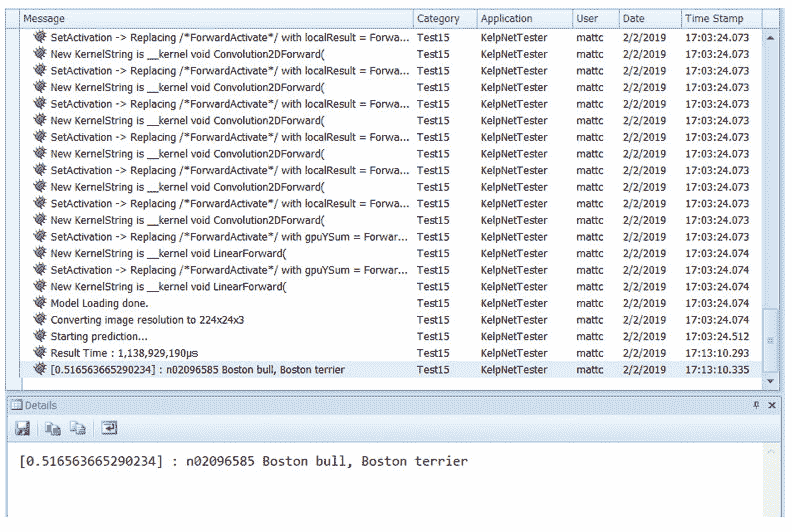 Message Category Application User Date Time Stamp
SetActivation -> Replacing /*ForwardActivate*/ with localResult = Forwa... Test15 KelpNetTester mattc 2/2/2019 17:03:24.073
New KernelString is __kernel void Convolution2DForward( Test15 KelpNetTester mattc 2/2/2019 17:03:24.073
SetActivation -> Replacing /*ForwardActivate*/ with localResult = Forwa... Test15 KelpNetTester mattc 2/2/2019 17:03:24.073
New KernelString is __kernel void Convolution2DForward( Test15 KelpNetTester mattc 2/2/2019 17:03:24.073
SetActivation -> Replacing /*ForwardActivate*/ with localResult = Forwa... Test15 KelpNetTester mattc 2/2/2019 17:03:24.073
New KernelString is __kernel void Convolution2DForward( Test15 KelpNetTester mattc 2/2/2019 17:03:24.073
SetActivation -> Replacing /*ForwardActivate*/ with localResult = Forwa... Test15 KelpNetTester mattc 2/2/2019 17:03:24.073
New KernelString is __kernel void Convolution2DForward( Test15 KelpNetTester mattc 2/2/2019 17:03:24.073
SetActivation -> Replacing /*ForwardActivate*/ with localResult = Forwa... Test15 KelpNetTester mattc 2/2/2019 17:03:24.073
New KernelString is __kernel void Convolution2DForward( Test15 KelpNetTester mattc 2/2/2019 17:03:24.073
SetActivation -> Replacing /*ForwardActivate*/ with localResult = Forwa... Test15 KelpNetTester mattc 2/2/2019 17:03:24.073
New KernelString is __kernel void Convolution2DForward( Test15 KelpNetTester mattc 2/2/2019 17:03:24.073
SetActivation -> Replacing /*ForwardActivate*/ with gpuYSum = Forwar... Test15 KelpNetTester mattc 2/2/2019 17:03:24.073
New KernelString is __kernel void LinearForward( Test15 KelpNetTester mattc 2/2/2019 17:03:24.074
SetActivation -> Replacing /*ForwardActivate*/ with gpuYSum = Forwar... Test15 KelpNetTester mattc 2/2/2019 17:03:24.074
New KernelString is __kernel void LinearForward( Test15 KelpNetTester mattc 2/2/2019 17:03:24.074
Model Loading done. Test15 KelpNetTester mattc 2/2/2019 17:03:24.074
Converting image resolution to 224x24x3 Test15 KelpNetTester mattc 2/2/2019 17:03:24.074
Starting prediction... Test15 KelpNetTester mattc 2/2/2019 17:03:24.512
Result Time : 1,138,929,190μs Test15 KelpNetTester mattc 2/2/2019 17:13:10.293
[0.516563665290234] : n02096585 Boston bull, Boston terrier Test15 KelpNetTester mattc 2/2/2019 17:13:10.335
Details
[0.516563665290234] : n02096585 Boston bull, Boston terrier